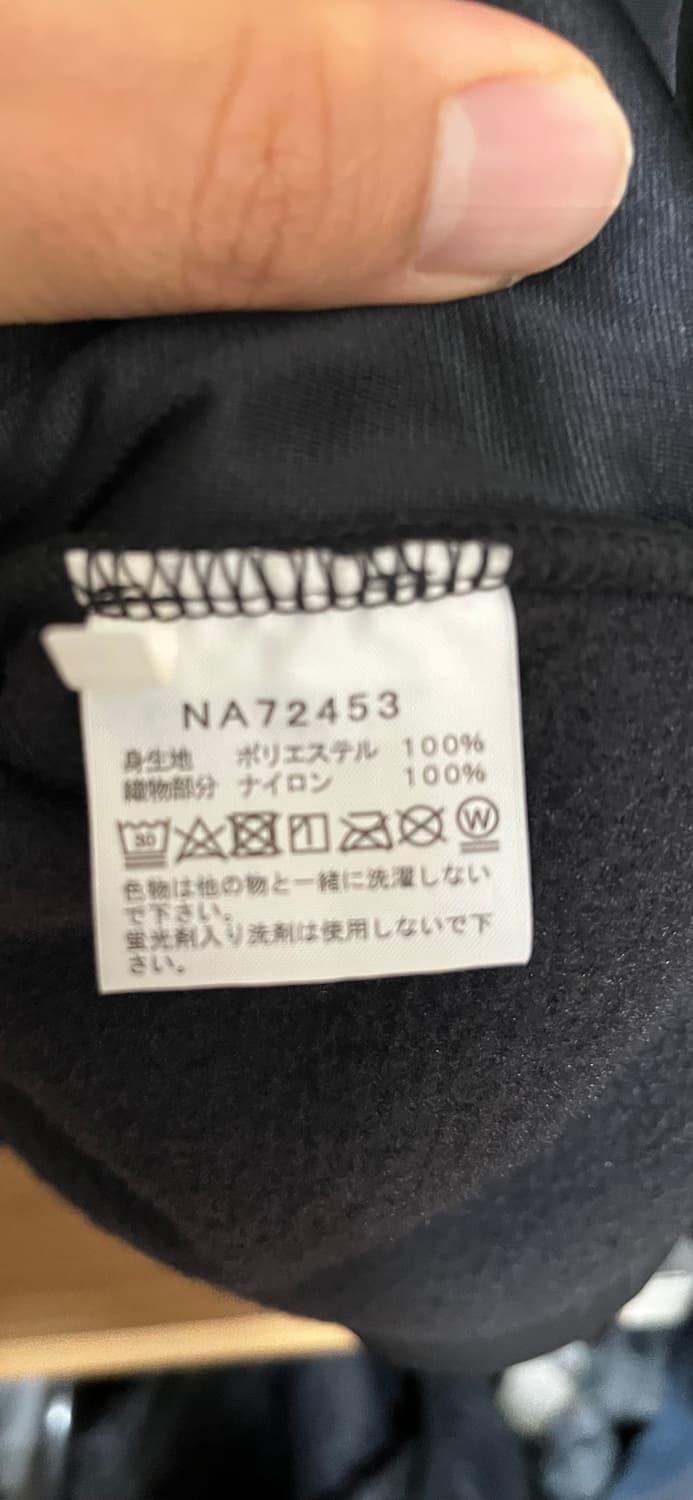 NA72453
身生地 ポリエステル 100%
織物部分 ナイロン 100%
30 W
色物は他の物と一緒に洗濯しない
で下さい。
蛍光剤入り洗剤は使用しないで下
さい。